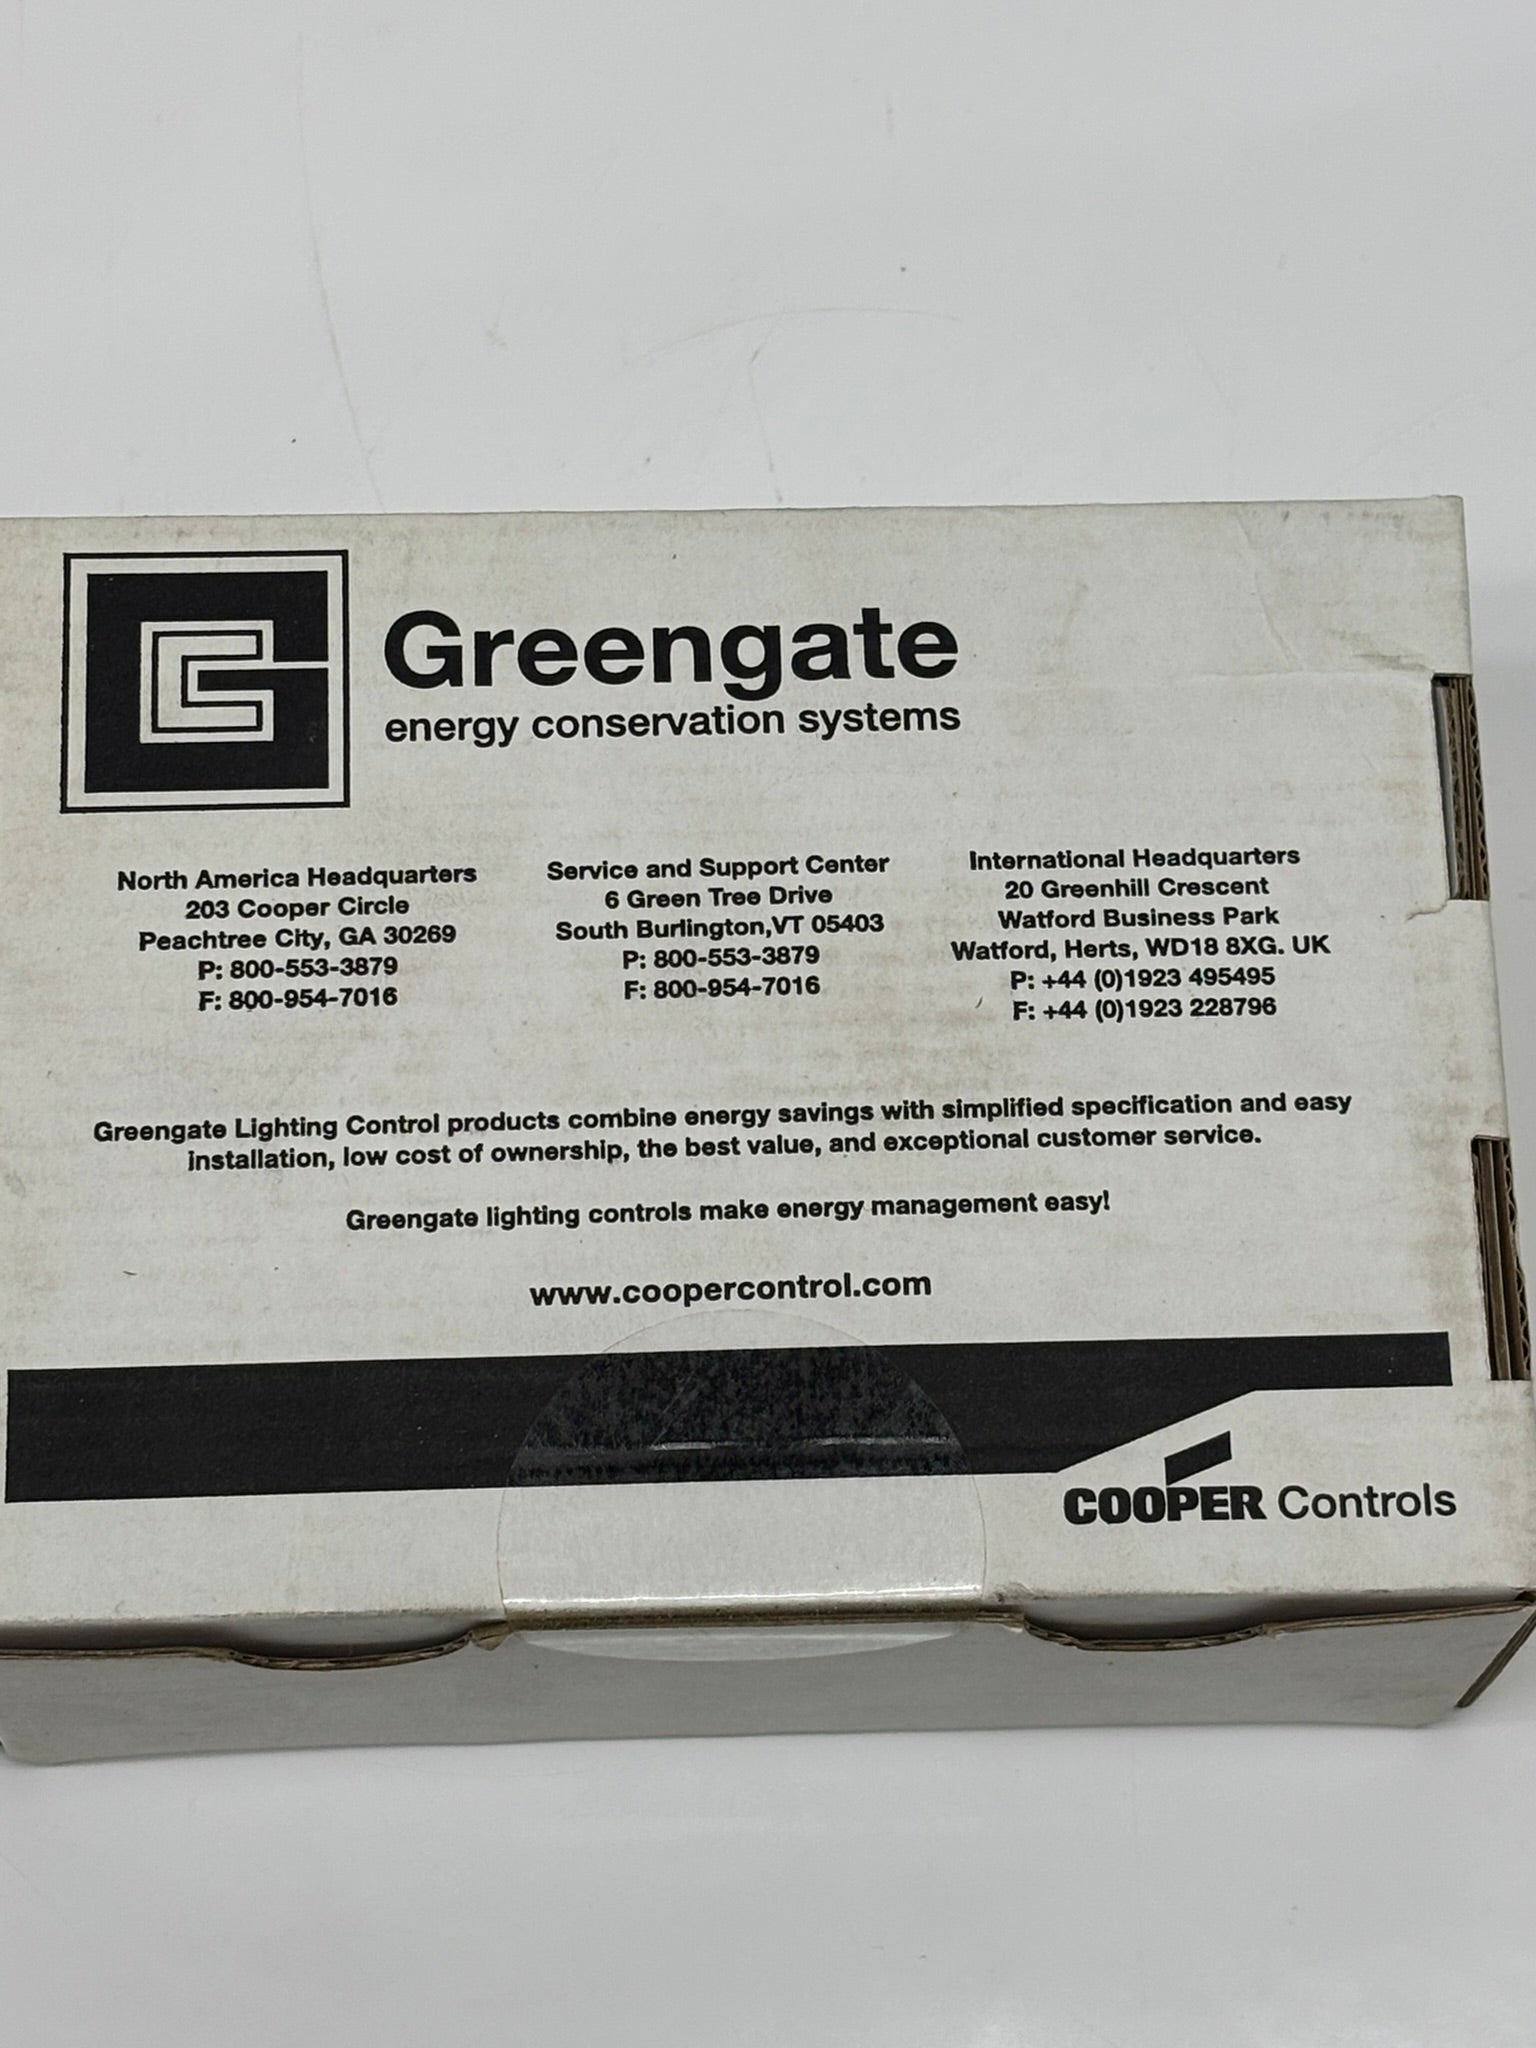 Greengate
energy conservation systems
North America Headquarters
203 Cooper Circle
Peachtree City, GA 30269
P: 800-553-3879
F: 800-954-7016
Service and Support Center
6 Green Tree Drive
South Burlington,VT 05403
P: 800-553-3879
F: 800-954-7016
International Headquarters
20 Greenhill Crescent
Watford Business Park
Watford, Herts, WD18 8XG. UK
P: +44 (0)1923 495495
F: +44 (0)1923 228796
Greengate Lighting Control products combine energy savings with simplified specification and easy
installation, low cost of ownership, the best value, and exceptional customer service.
Greengate lighting controls make energy management easy!
www.coopercontrol.com
COOPER Controls